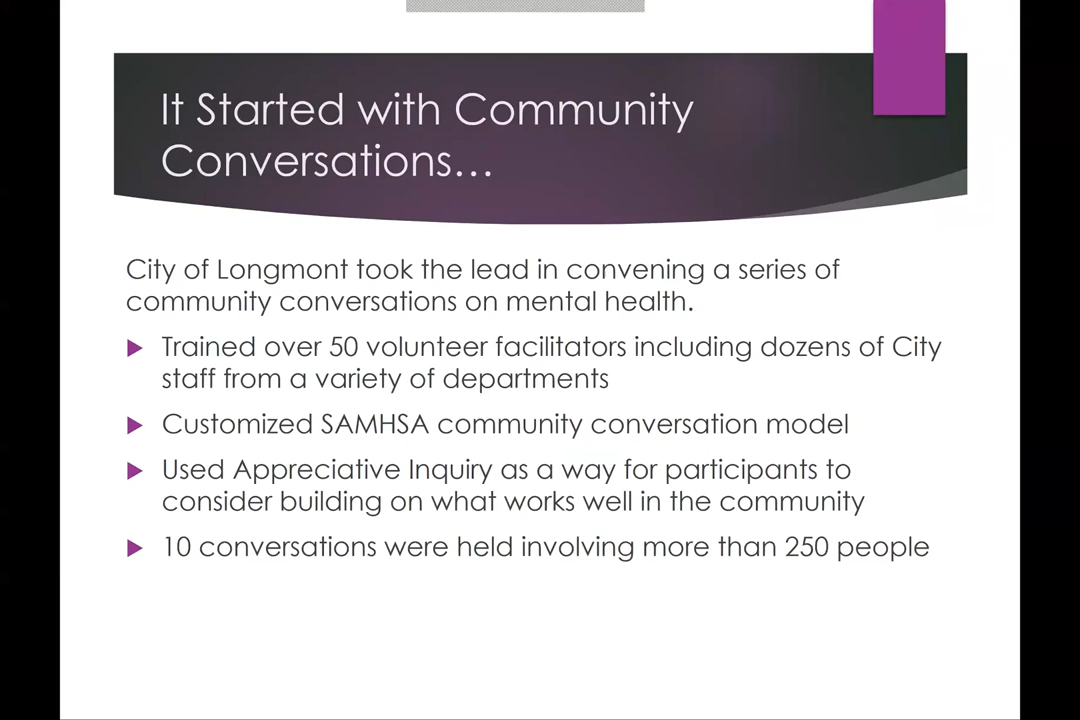 It Started with Community
Conversations…
City of Longmont took the lead in convening a series of
community conversations on mental health.
Trained over 50 volunteer facilitators including dozens of City
staff from a variety of departments
Customized SAMHSA community conversation model
Used Appreciative Inquiry as a way for participants to
consider building on what works well in the community
10 conversations were held involving more than 250 people